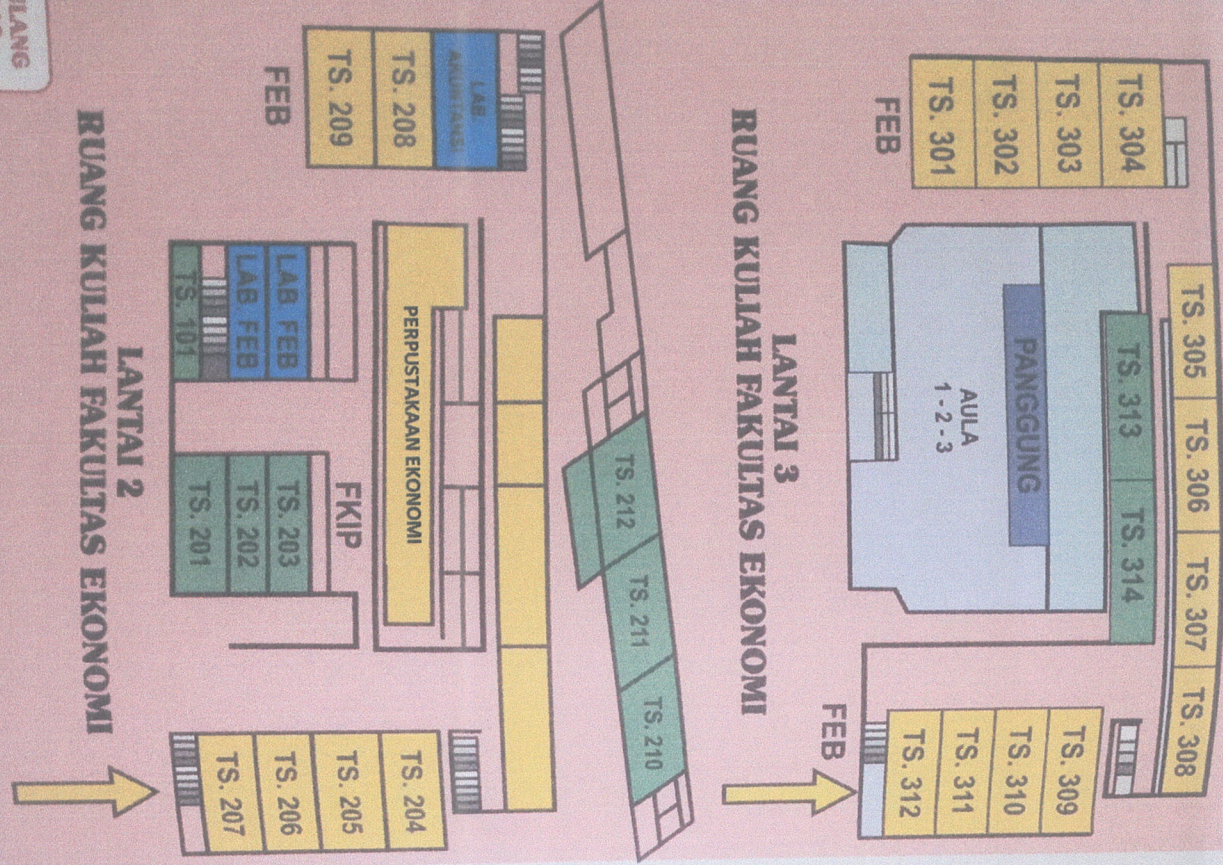 TS. 305 TS. 306 TS. 307 TS. 308
TS. 304
TS. 303
TS. 302
TS. 301
FEB
TS. 313 TS. 314
PANGGUNG
AULA
1 - 2 - 3
TS. 309
TS. 310
TS. 311
TS. 312
FEB
LANTAI 3
RUANG KULIAH FAKULTAS EKONOMI
TS. 212 TS. 211 TS. 210
LAB.
AKUNTANSI
TS. 208
TS. 209
FEB
PERPUSTAKAAN EKONOMI
LAB. FEB
LAB. FEB
TS. 101
FKIP
TS. 203
TS. 202
TS. 201
TS. 204
TS. 205
TS. 206
TS. 207
LANTAI 2
RUANG KULIAH FAKULTAS EKONOMI